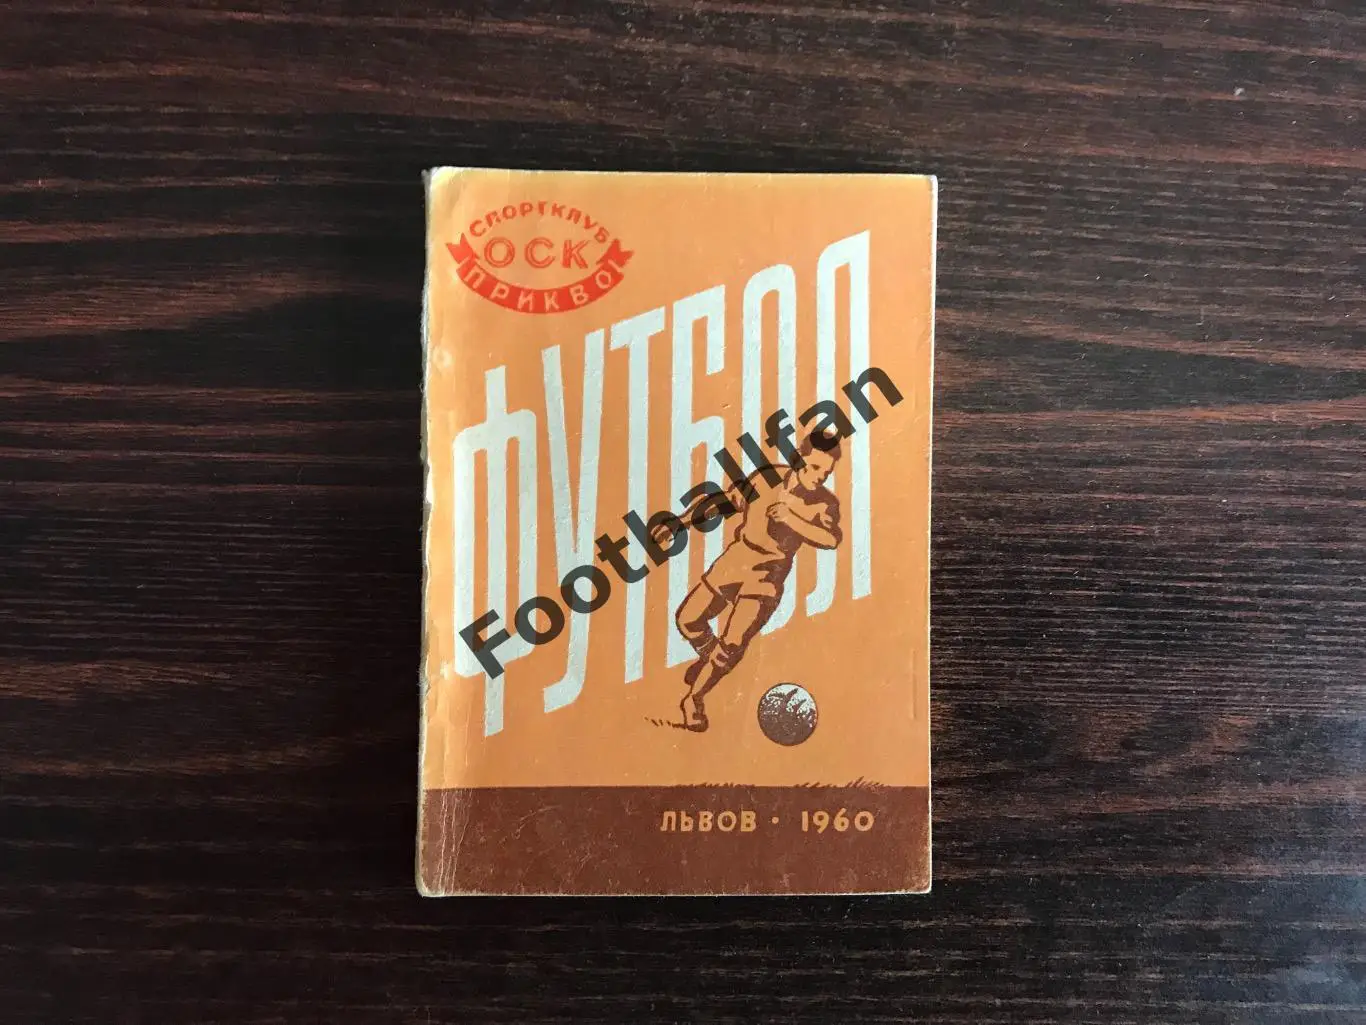 СПОРТКЛУБ
ОСК
ПРИКВО
ФУТБОЛ
Footballfan
ЛЬВОВ • 1960